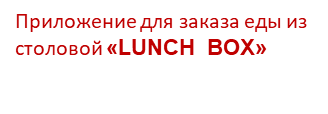 Приложение для заказа еды из
столовой «LUNCH BOX»